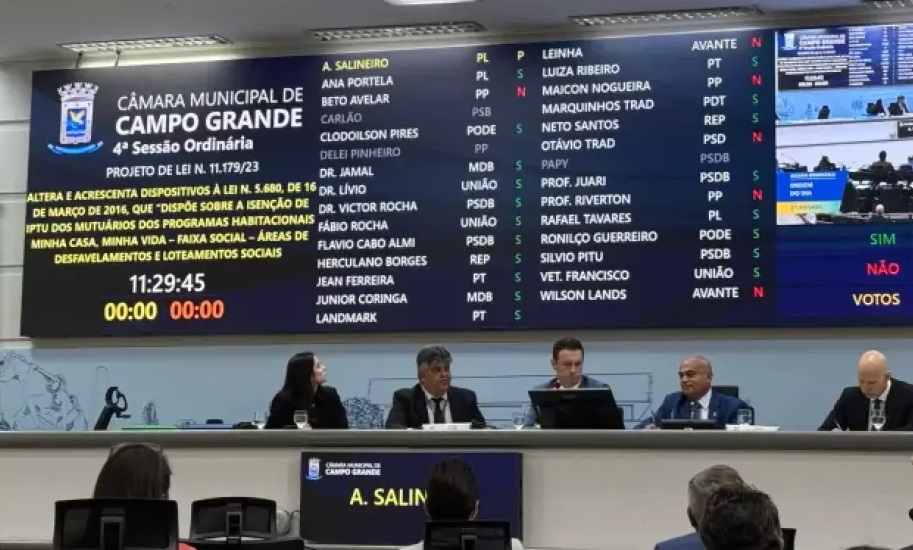 CÂMARA MUNICIPAL DE
CAMPO GRANDE
4ª Sessão Ordinária
PROJETO DE LEI N. 11.179/23
ALTERA E ACRESCENTA DISPOSITIVOS À LEI N. 5.680, DE 16
DE MARÇO DE 2016, QUE “DISPÕE SOBRE A ISENÇÃO DE
IPTU DOS MUTUÁRIOS DOS PROGRAMAS HABITACIONAIS
MINHA CASA, MINHA VIDA – FAIXA SOCIAL – ÁREAS DE
DESFAVELAMENTOS E LOTEAMENTOS SOCIAIS
11:29:45
00:00 00:00
A. SALINEIRO PL P
ANA PORTELA PL S
BETO AVELAR PP N
CARLÃO PSB
CLODOILSON PIRES PODE S
DELEI PINHEIRO PP
DR. JAMAL MDB S
DR. LÍVIO UNIÃO S
DR. VICTOR ROCHA PSDB S
FÁBIO ROCHA UNIÃO S
FLAVIO CABO ALMI PSDB S
HERCULANO BORGES REP S
JEAN FERREIRA PT S
JUNIOR CORINGA MDB S
LANDMARK PT S
LEINHA AVANTE N
LUIZA RIBEIRO PT S
MAICON NOGUEIRA PP N
MARQUINHOS TRAD PDT S
NETO SANTOS REP S
OTÁVIO TRAD PSD N
PAPY PSDB
PROF. JUARI PSDB S
PROF. RIVERTON PP N
RAFAEL TAVARES PL S
RONILÇO GUERREIRO PODE S
SILVIO PITU PSDB S
VET. FRANCISCO UNIÃO S
WILSON LANDS AVANTE N
CAMPO GRANDE
ORDEM
DO DIA
SIM
NÃO
VOTOS
CÂMARA MUNICIPAL DE
CAMPO GRANDE
A. SALIN